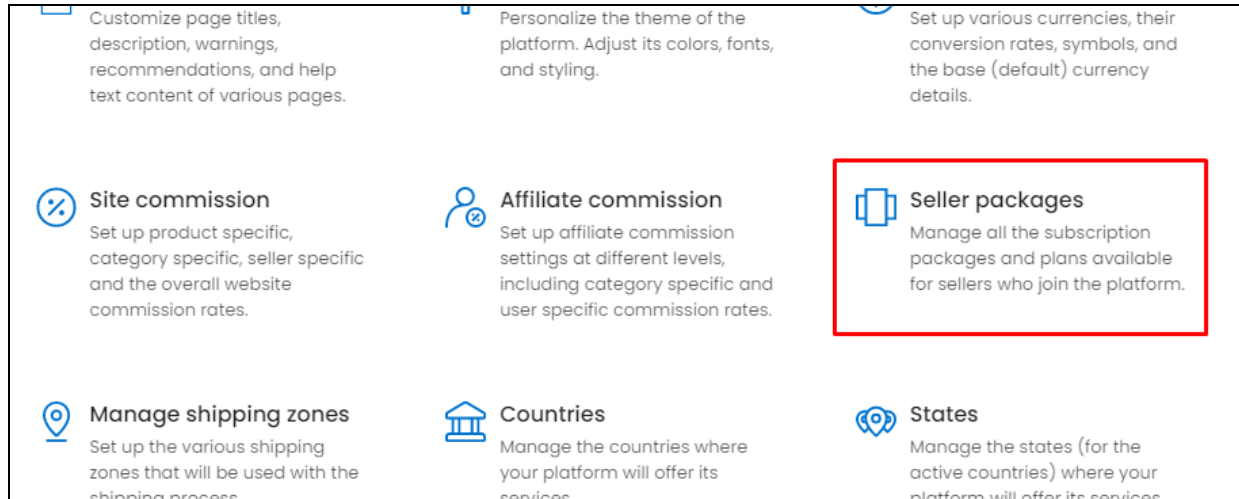 Customize page titles,
description, warnings,
recommendations, and help
text content of various pages.
Personalize the theme of the
platform. Adjust its colors, fonts,
and styling.
Set up various currencies, their
conversion rates, symbols, and
the base (default) currency
details.
Site commission
Set up product specific,
category specific, seller specific
and the overall website
commission rates.
Affiliate commission
Set up affiliate commission
settings at different levels,
including category specific and
user specific commission rates.
Seller packages
Manage all the subscription
packages and plans available
for sellers who join the platform.
Manage shipping zones
Set up the various shipping
zones that will be used with the
shipping process
Countries
Manage the countries where
your platform will offer its
services
States
Manage the states (for the
active countries) where your
platform will offer its services